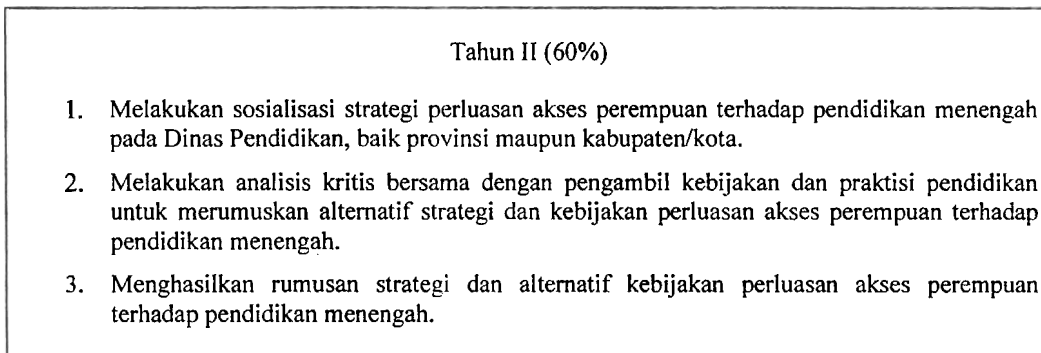 Tahun II (60%)
1. Melakukan sosialisasi strategi perluasan akses perempuan terhadap pendidikan menengah
pada Dinas Pendidikan, baik provinsi maupun kabupaten/kota.
2. Melakukan analisis kritis bersama dengan pengambil kebijakan dan praktisi pendidikan
untuk merumuskan alternatif strategi dan kebijakan perluasan akses perempuan terhadap
pendidikan menengah.
3. Menghasilkan rumusan strategi dan alternatif kebijakan perluasan akses perempuan
terhadap pendidikan menengah.